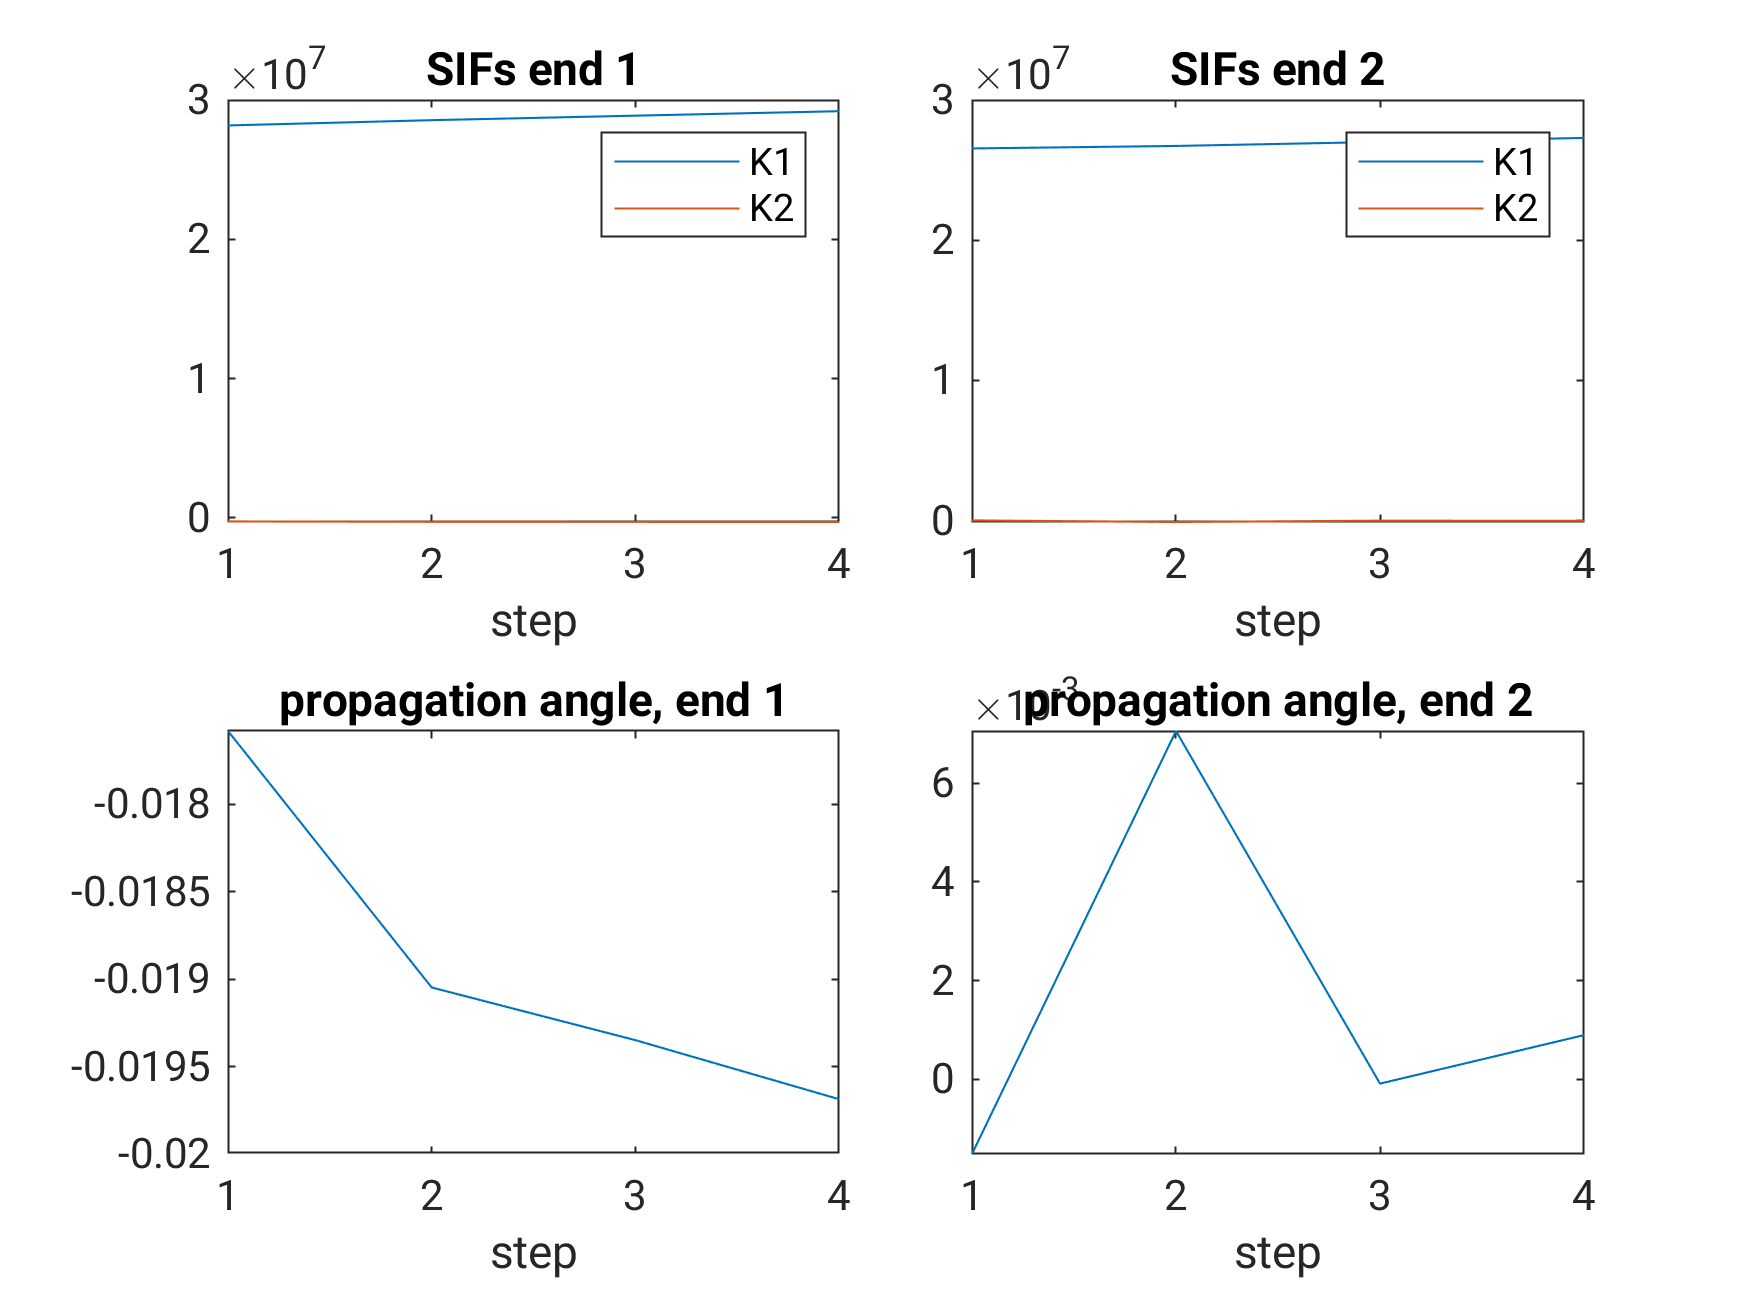 ×10^7
SIFs end 1
3
2
1
0
K1
K2
1 2 3 4
step
×10^7
SIFs end 2
3
2
1
0
K1
K2
1 2 3 4
step
propagation angle, end 1
-0.018
-0.0185
-0.019
-0.0195
-0.02
1 2 3 4
step
×10^-3
propagation angle, end 2
6
4
2
0
1 2 3 4
step